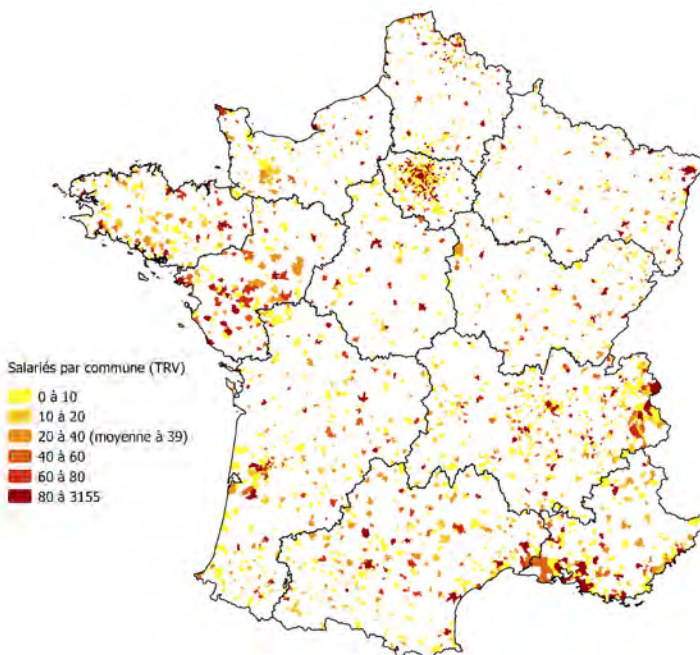 Salariés par commune (TRV)
0 à 10
10 à 20
20 à 40 (moyenne à 39)
40 à 60
60 à 80
80 à 3155